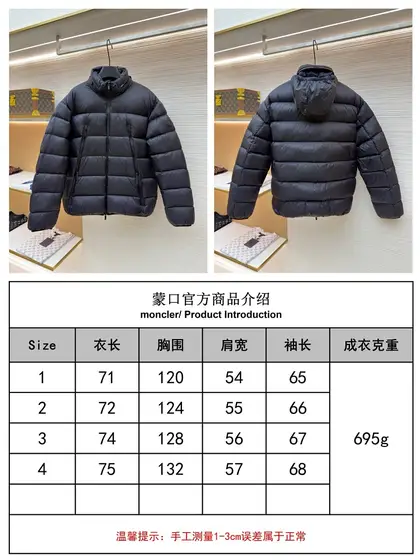 蒙口官方商品介绍
moncler/ Product Introduction
Size 衣长 胸围 肩宽 袖长 成衣克重
1 71 120 54 65
2 72 124 55 66
3 74 128 56 67
4 75 132 57 68
695g
温馨提示：手工测量1-3cm误差属于正常